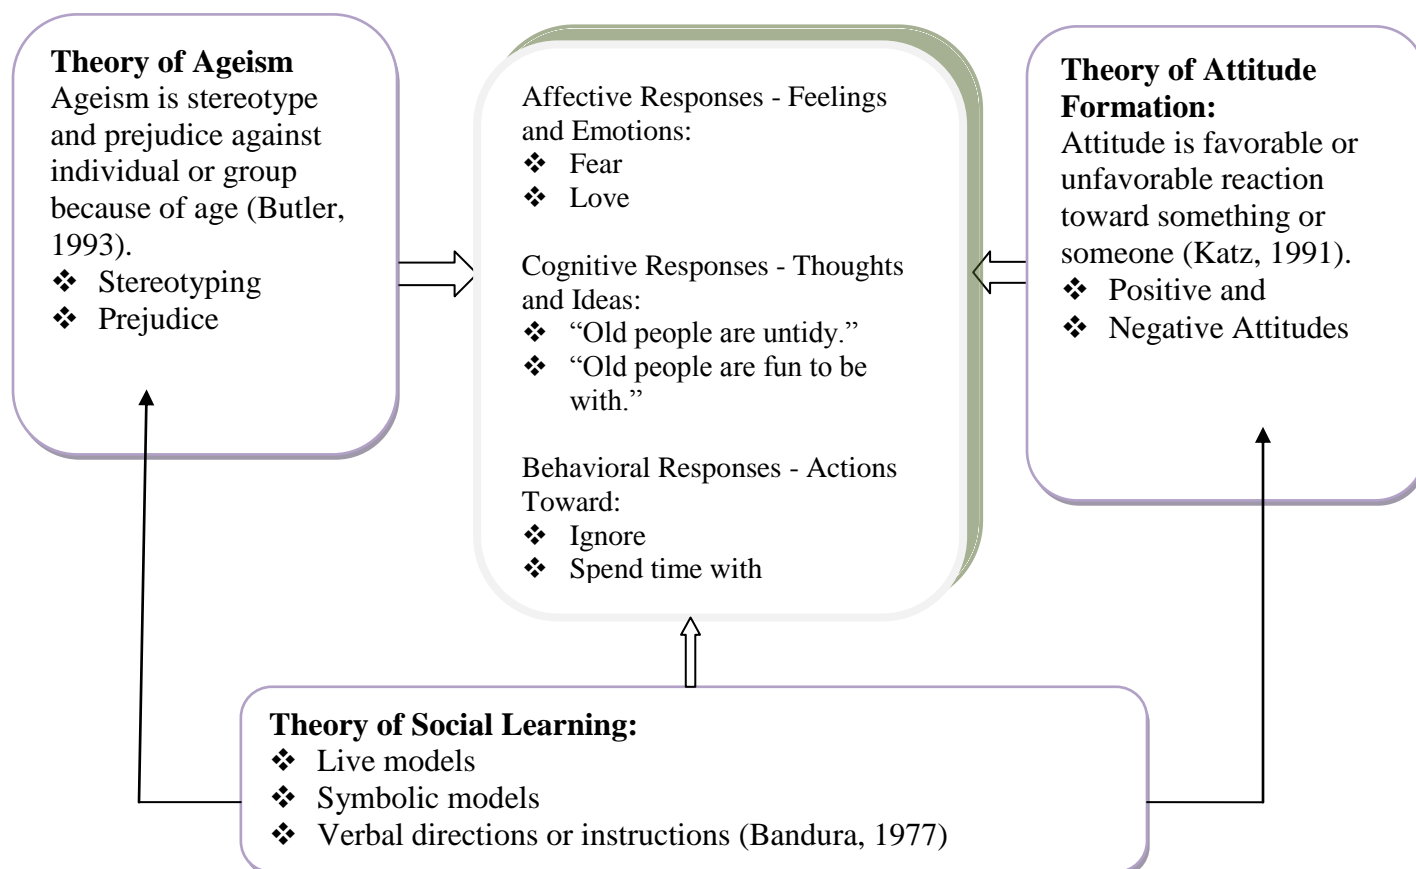 Theory of Ageism
Ageism is stereotype
and prejudice against
individual or group
because of age (Butler,
1993).
❖ Stereotyping
❖ Prejudice
Affective Responses - Feelings
and Emotions:
❖ Fear
❖ Love
Cognitive Responses - Thoughts
and Ideas:
❖ “Old people are untidy.”
❖ “Old people are fun to be
with.”
Behavioral Responses - Actions
Toward:
❖ Ignore
❖ Spend time with
Theory of Attitude
Formation:
Attitude is favorable or
unfavorable reaction
toward something or
someone (Katz, 1991).
❖ Positive and
❖ Negative Attitudes
Theory of Social Learning:
❖ Live models
❖ Symbolic models
❖ Verbal directions or instructions (Bandura, 1977)